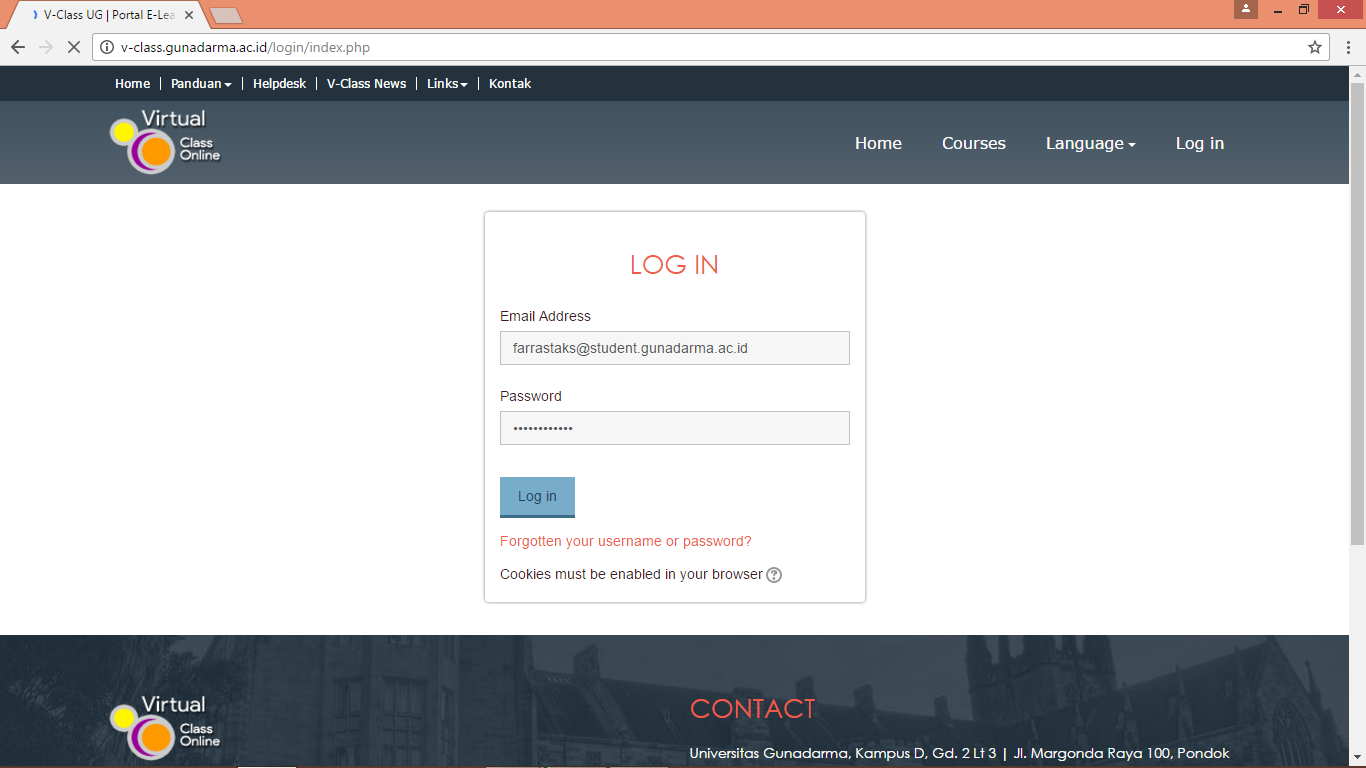 V-Class UG | Portal E-Lea
v-class.gunadarma.ac.id/login/index.php
Home | Panduan | Helpdesk | V-Class News | Links | Kontak
Virtual
Class
Online
Home Courses Language Log in
LOG IN
Email Address
farrastaks@student.gunadarma.ac.id
Password
••••••••••••
Log in
Forgotten your username or password?
Cookies must be enabled in your browser ?
Virtual
Class
Online
CONTACT
Universitas Gunadarma, Kampus D, Gd. 2 Lt 3 | Jl. Margonda Raya 100, Pondok